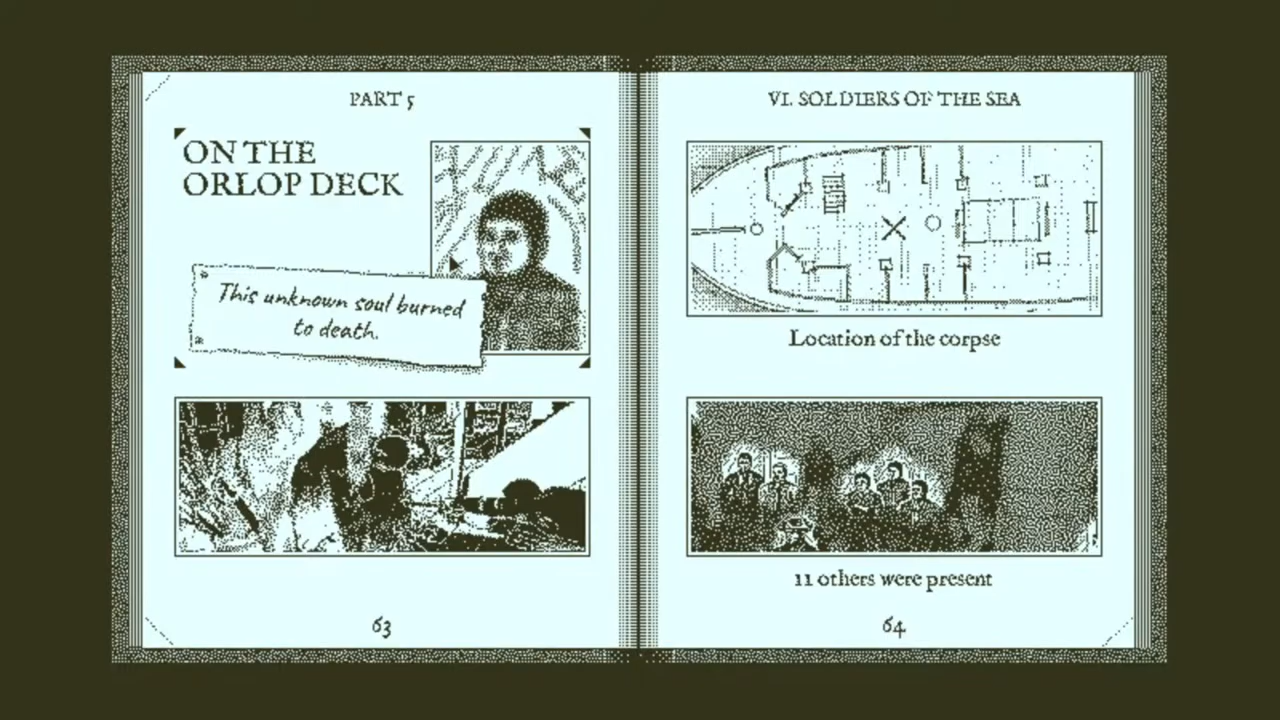 PART 5
ON THE
ORLOP DECK
This unknown soul burned
to death.
63
VI. SOLDIERS OF THE SEA
Location of the corpse
11 others were present
64